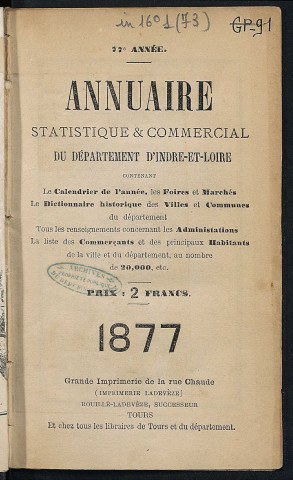 in 16° 1 (73)
GP-91
77e ANNÉE.
ANNUAIRE
STATISTIQUE & COMMERCIAL
DU DÉPARTEMENT D'INDRE-ET-LOIRE
CONTENANT
Le Calendrier de l'année, les Foires et Marchés
Le Dictionnaire historique des Villes et Communes
du département
Tous les renseignements concernant les Administations
La liste des Commerçants et des principaux Habitants
de la ville et du département, au nombre
de 20,000, etc.
ARCHIVES
PRIX : 2 FRANCS.
1877
Grande Imprimerie de la rue Chaude
(IMPRIMERIE LADEVÈZE)
ROUILLÉ-LADEVÈZE, SUCCESSEUR
TOURS
Et chez tous les libraires de Tours et du département.